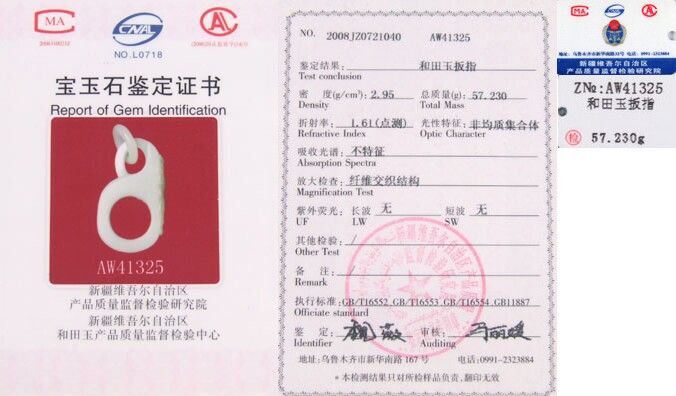 MA
CNAL
AL
NO.L0718
宝玉石鉴定证书
Report of Gem Identification
AW41325
新疆维吾尔自治区
产品质量监督检验研究院
新疆维吾尔自治区
和田玉产品质量监督检验中心
NO. 2008JZ0721040 AW41325
鉴定结果: 和田玉扳指
Test conclusion
密 度(g/cm³): 2.95 总质量(g): 57.230
Density Total Mass
折射率: 1.61(点测) 光性特征: 非均质集合体
Refractive Index Optic Character
吸收光谱: 不特征
Absorption Spectra
放大检查: 纤维交织结构
Magnification Test
紫外荧光: 长波 无 短波 无
UF LW SW
其他检验: /
Other Test
备 注: /
Remark
执行标准: GB/T16552、GB/T16553、GB/T16554、GB11887
Officiate standard
鉴 定: 审核:
Identifier Auditing
地址:乌鲁木齐市新华南路 167 号 电话: 0991-2323884
*本检测结果只对所检样品负责,翻印无效
新疆维吾尔自治区
产品质量监督检验研究院
ZNo:AW41325
和田玉扳指
检 57.230g